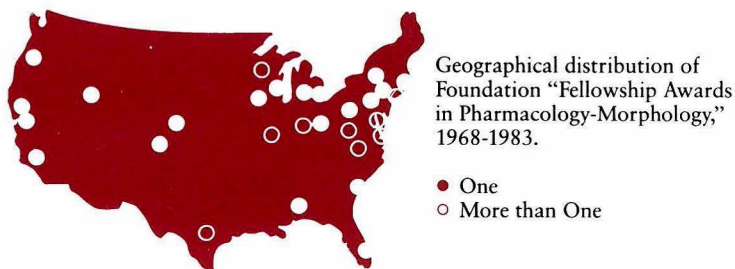 Geographical distribution of
Foundation “Fellowship Awards
in Pharmacology-Morphology,”
1968-1983.
One
More than One